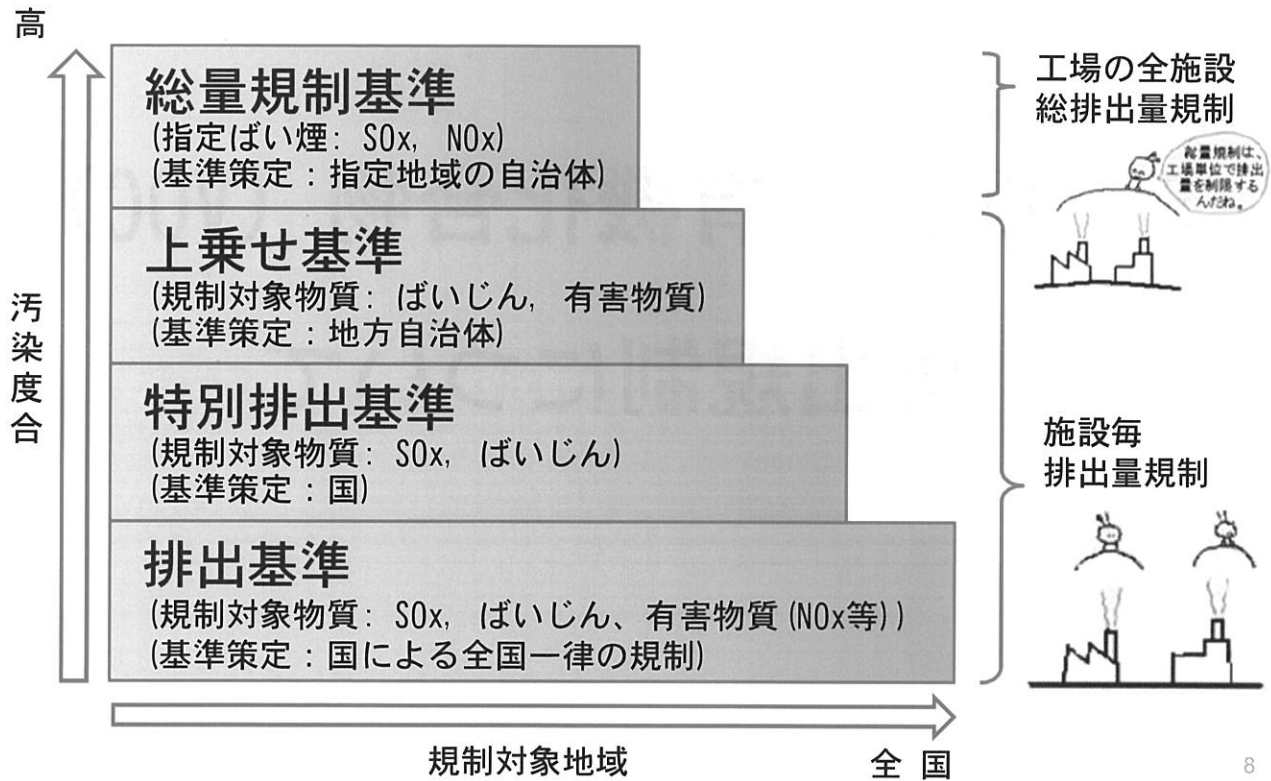 高
総量規制基準
(指定ばい煙: SOx, NOx)
(基準策定:指定地域の自治体)
上乗せ基準
(規制対象物質: ばいじん, 有害物質)
(基準策定:地方自治体)
特別排出基準
(規制対象物質: SOx, ばいじん)
(基準策定:国)
排出基準
(規制対象物質: SOx, ばいじん、有害物質(NOx等))
(基準策定:国による全国一律の規制)
汚染度合
規制対象地域
全国
工場の全施設
総排出量規制
総量規制は、
工場単位で排出
量を制限する
んだね。
施設毎
排出量規制
8